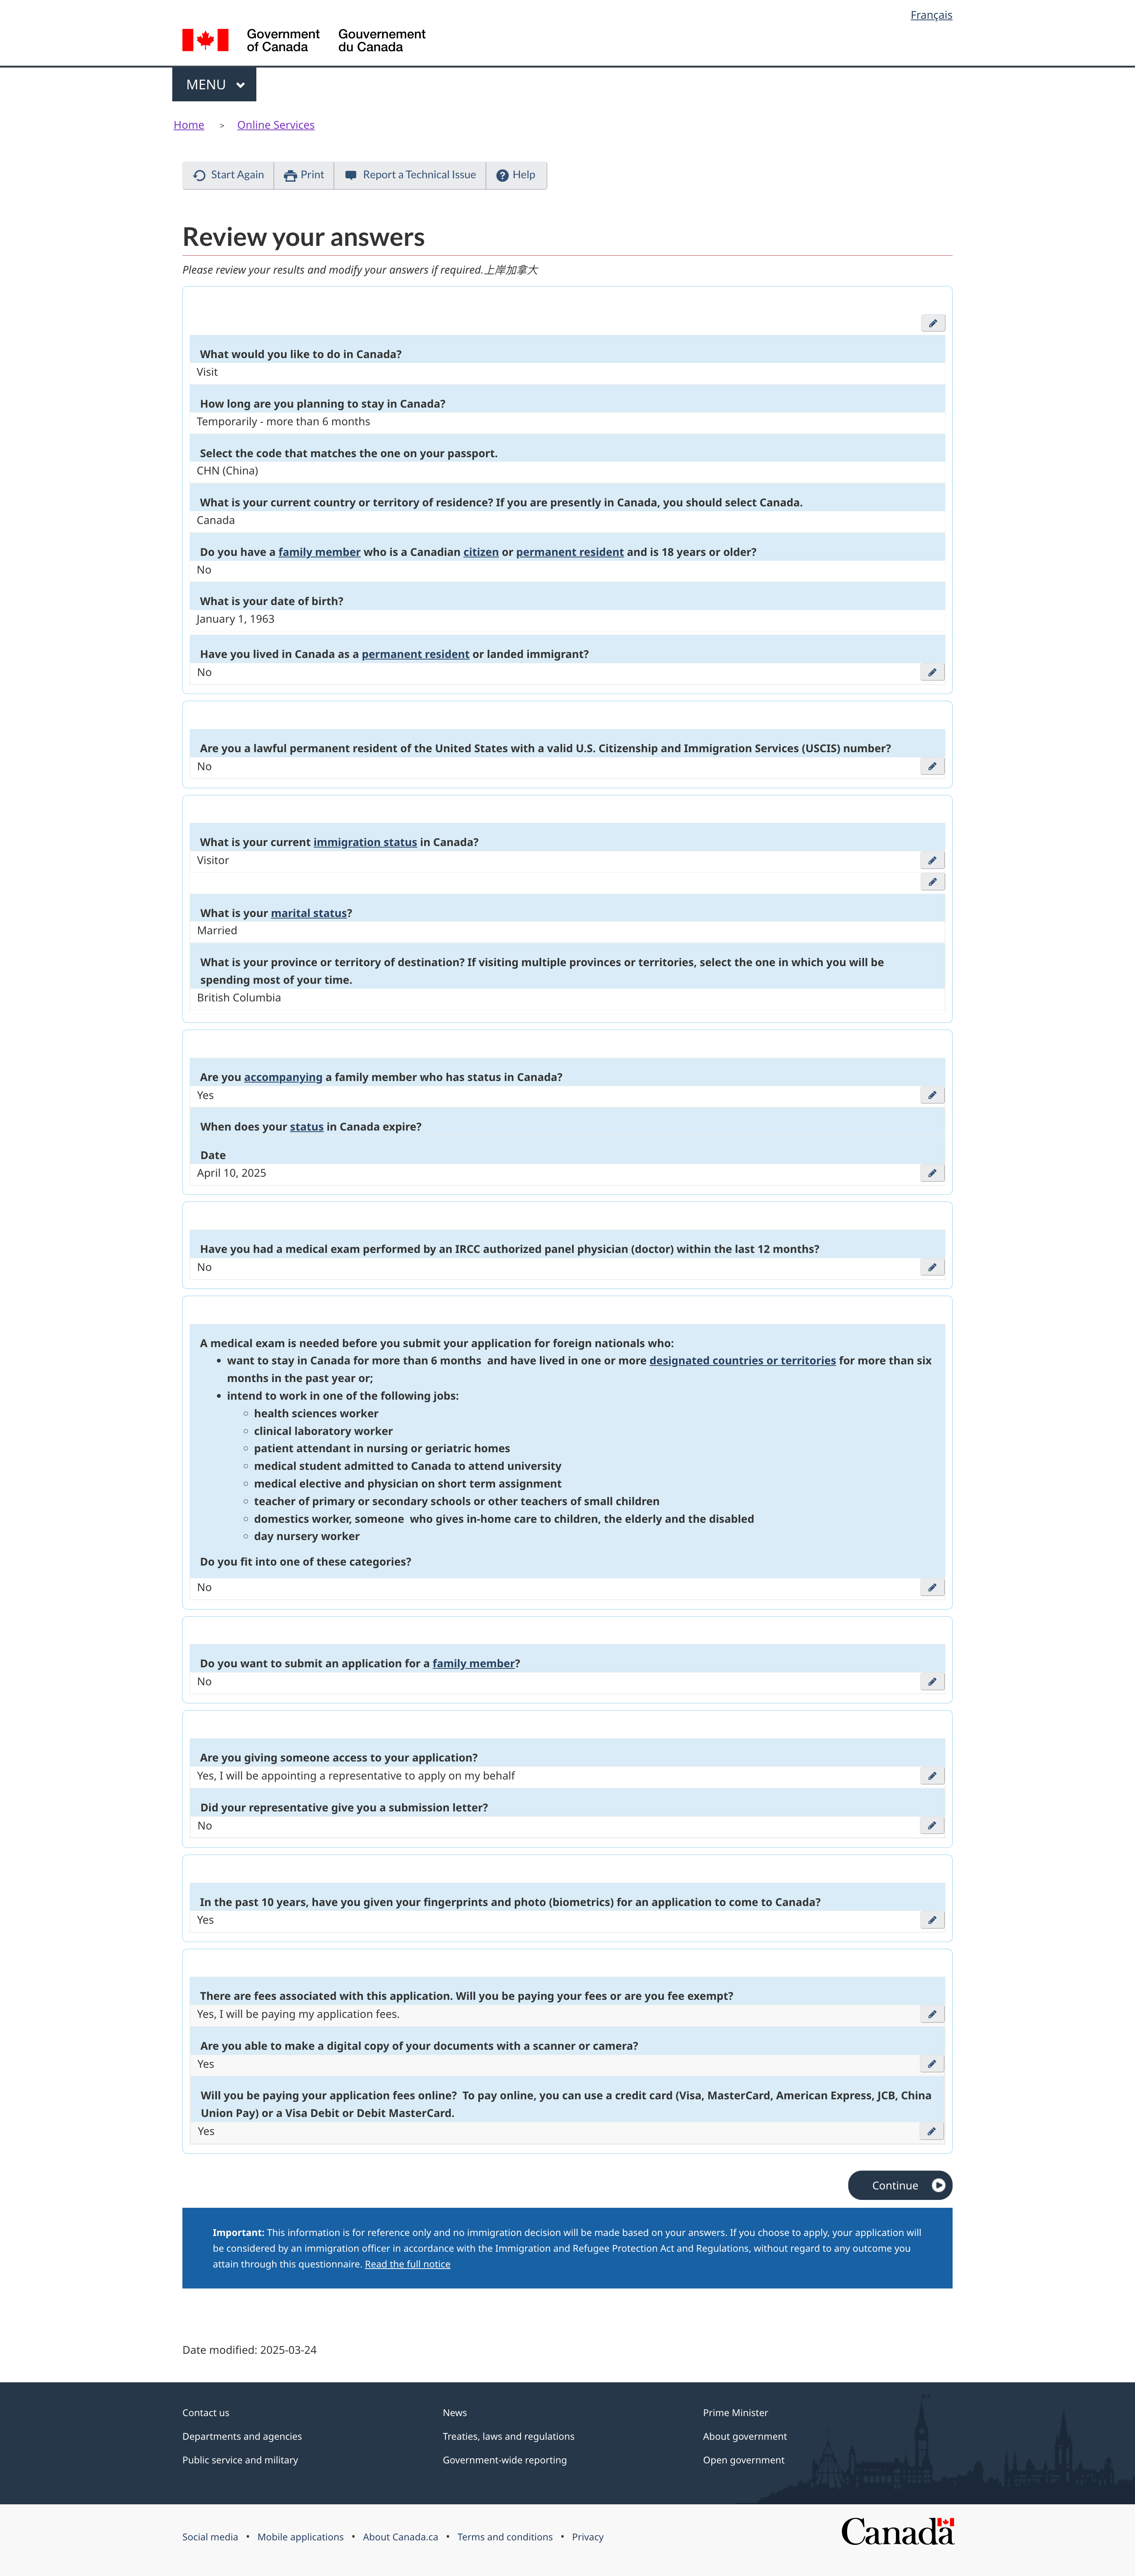 Français
Government of Canada
Gouvernement du Canada
MENU
Home > Online Services
Start Again Print Report a Technical Issue Help
Review your answers
Please review your results and modify your answers if required.上岸加拿大
What would you like to do in Canada?
Visit
How long are you planning to stay in Canada?
Temporarily - more than 6 months
Select the code that matches the one on your passport.
CHN (China)
What is your current country or territory of residence? If you are presently in Canada, you should select Canada.
Canada
Do you have a family member who is a Canadian citizen or permanent resident and is 18 years or older?
No
What is your date of birth?
January 1, 1963
Have you lived in Canada as a permanent resident or landed immigrant?
No
Are you a lawful permanent resident of the United States with a valid U.S. Citizenship and Immigration Services (USCIS) number?
No
What is your current immigration status in Canada?
Visitor
What is your marital status?
Married
What is your province or territory of destination? If visiting multiple provinces or territories, select the one in which you will be
spending most of your time.
British Columbia
Are you accompanying a family member who has status in Canada?
Yes
When does your status in Canada expire?
Date
April 10, 2025
Have you had a medical exam performed by an IRCC authorized panel physician (doctor) within the last 12 months?
No
A medical exam is needed before you submit your application for foreign nationals who:
• want to stay in Canada for more than 6 months and have lived in one or more designated countries or territories for more than six
months in the past year or;
• intend to work in one of the following jobs:
◦ health sciences worker
◦ clinical laboratory worker
◦ patient attendant in nursing or geriatric homes
◦ medical student admitted to Canada to attend university
◦ medical elective and physician on short term assignment
◦ teacher of primary or secondary schools or other teachers of small children
◦ domestics worker, someone who gives in-home care to children, the elderly and the disabled
◦ day nursery worker
Do you fit into one of these categories?
No
Do you want to submit an application for a family member?
No
Are you giving someone access to your application?
Yes, I will be appointing a representative to apply on my behalf
Did your representative give you a submission letter?
No
In the past 10 years, have you given your fingerprints and photo (biometrics) for an application to come to Canada?
Yes
There are fees associated with this application. Will you be paying your fees or are you fee exempt?
Yes, I will be paying my application fees.
Are you able to make a digital copy of your documents with a scanner or camera?
Yes
Will you be paying your application fees online? To pay online, you can use a credit card (Visa, MasterCard, American Express, JCB, China
Union Pay) or a Visa Debit or Debit MasterCard.
Yes
Continue
Important: This information is for reference only and no immigration decision will be made based on your answers. If you choose to apply, your application will
be considered by an immigration officer in accordance with the Immigration and Refugee Protection Act and Regulations, without regard to any outcome you
attain through this questionnaire. Read the full notice
Date modified: 2025-03-24
Contact us
Departments and agencies
Public service and military
News
Treaties, laws and regulations
Government-wide reporting
Prime Minister
About government
Open government
Social media • Mobile applications • About Canada.ca • Terms and conditions • Privacy
Canada